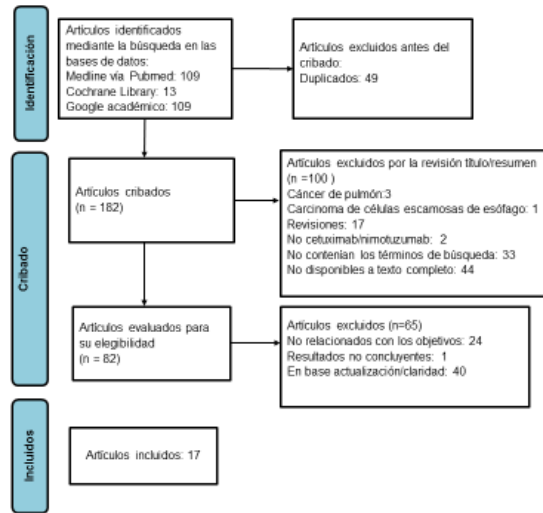 Identificación
Artículos identificados
mediante la búsqueda en las
bases de datos:
Medline vía Pubmed: 109
Cochrane Library: 13
Google académico: 109
Artículos excluidos antes del
cribado:
Duplicados: 49
Cribado
Artículos cribados
(n = 182)
Artículos excluidos por la revisión título/resumen
(n =100 )
Cáncer de pulmón:3
Carcinoma de células escamosas de esófago: 1
Revisiones: 17
No cetuximab/nimotuzumab: 2
No contenían los términos de búsqueda: 33
No disponibles a texto completo: 44
Artículos evaluados para
su elegibilidad
(n = 82)
Artículos excluidos (n=65)
No relacionados con los objetivos: 24
Resultados no concluyentes: 1
En base actualización/claridad: 40
Incluidos
Artículos incluidos: 17